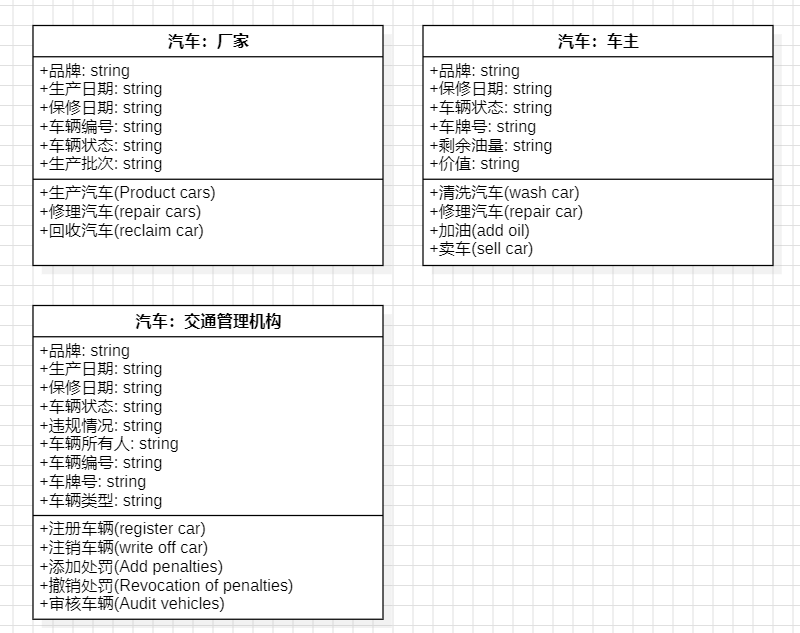 汽车：厂家
+品牌: string
+生产日期: string
+保修日期: string
+车辆编号: string
+车辆状态: string
+生产批次: string
+生产汽车(Product cars)
+修理汽车(repair cars)
+回收汽车(reclaim car)
汽车：车主
+品牌: string
+保修日期: string
+车辆状态: string
+车牌号: string
+剩余油量: string
+价值: string
+清洗汽车(wash car)
+修理汽车(repair car)
+加油(add oil)
+卖车(sell car)
汽车：交通管理机构
+品牌: string
+生产日期: string
+保修日期: string
+车辆状态: string
+违规情况: string
+车辆所有人: string
+车辆编号: string
+车牌号: string
+车辆类型: string
+注册车辆(register car)
+注销车辆(write off car)
+添加处罚(Add penalties)
+撤销处罚(Revocation of penalties)
+审核车辆(Audit vehicles)